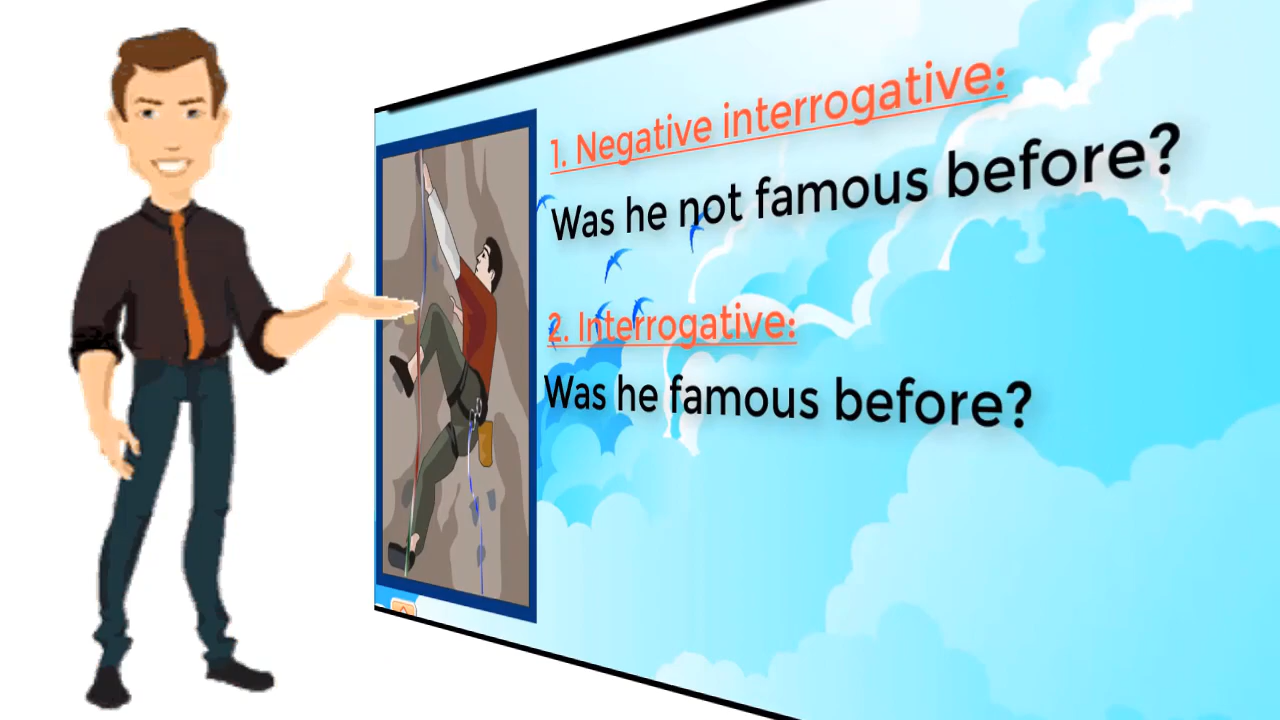 1. Negative interrogative:
Was he not famous before?
2. Interrogative:
Was he famous before?